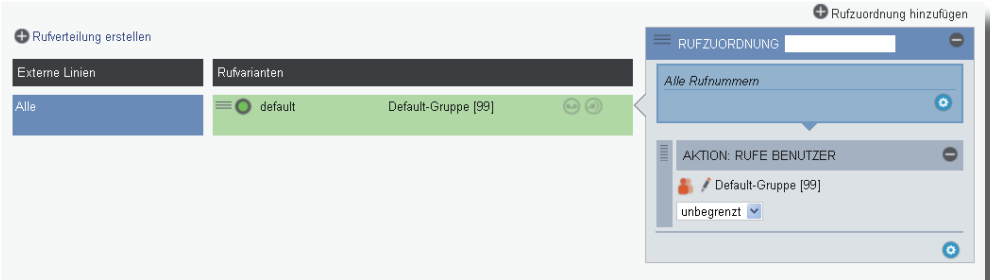 Rufzuordnung hinzufügen
Rufverteilung erstellen
RUFZUORDNUNG
Externe Linien
Rufvarianten
Alle Rufnummern
Alle
default
Default-Gruppe [99]
AKTION: RUFE BENUTZER
Default-Gruppe [99]
unbegrenzt